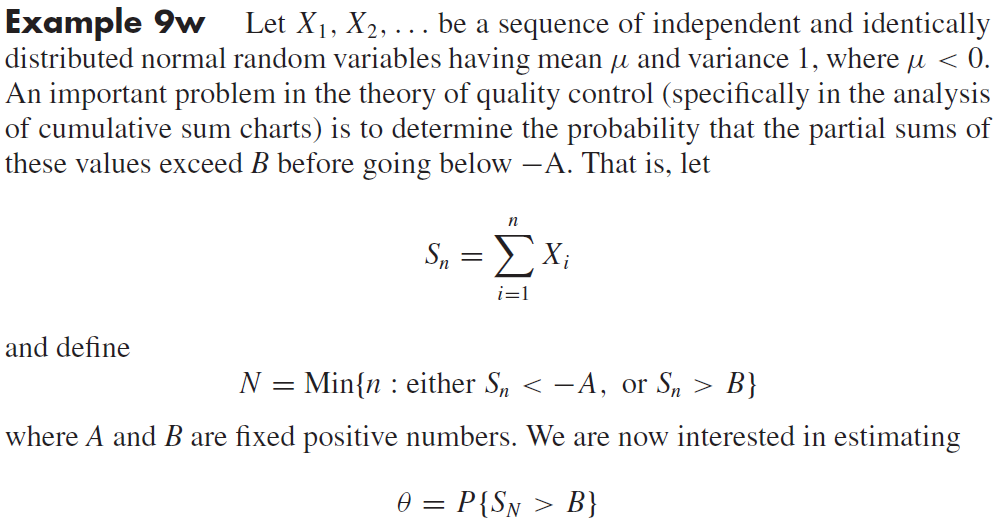 Example 9w Let X₁, X₂, ... be a sequence of independent and identically
distributed normal random variables having mean μ and variance 1, where μ < 0.
An important problem in the theory of quality control (specifically in the analysis
of cumulative sum charts) is to determine the probability that the partial sums of
these values exceed B before going below −A. That is, let
Sₙ = ∑ⁿᵢ₌₁ Xᵢ
and define
N = Min{n : either Sₙ < −A, or Sₙ > B}
where A and B are fixed positive numbers. We are now interested in estimating
θ = P{S_N > B}